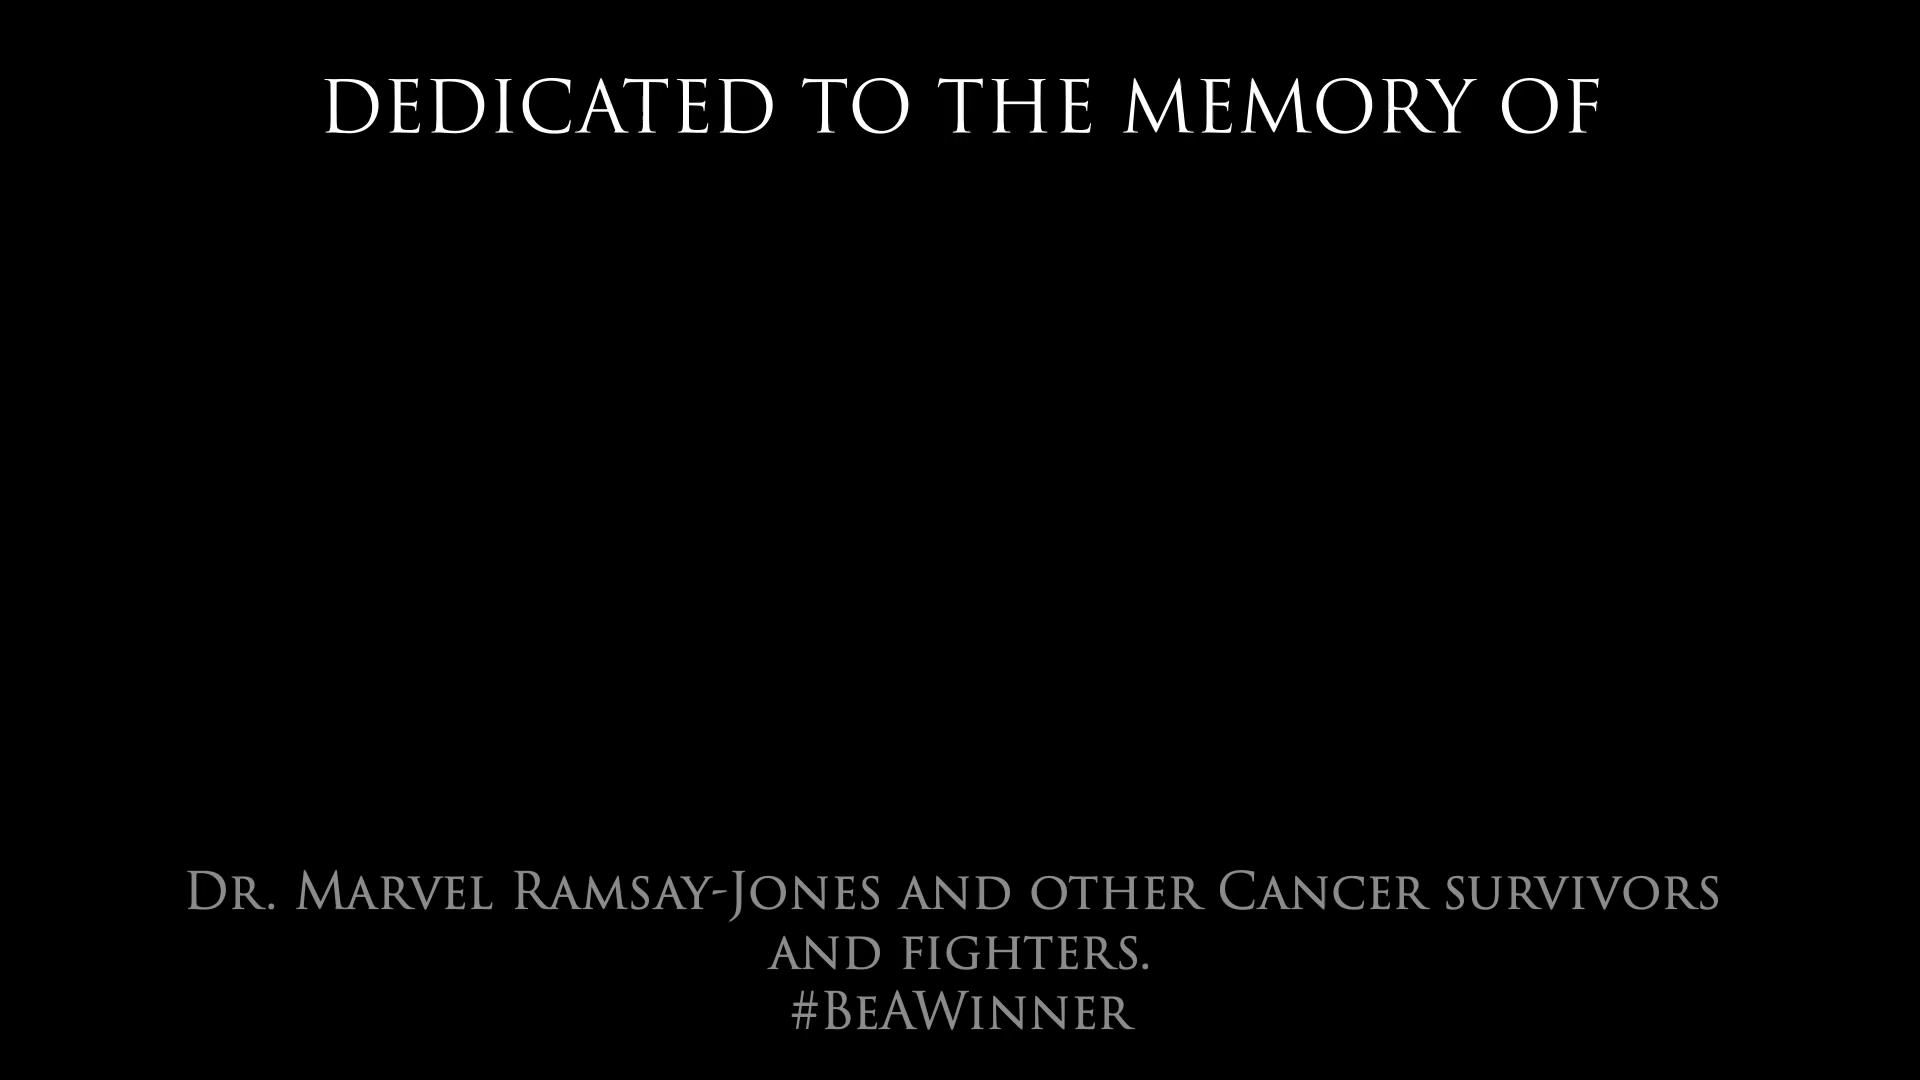 DEDICATED TO THE MEMORY OF
Dr. Marvel Ramsay-Jones and other Cancer survivors
and fighters.
#BeAWinner